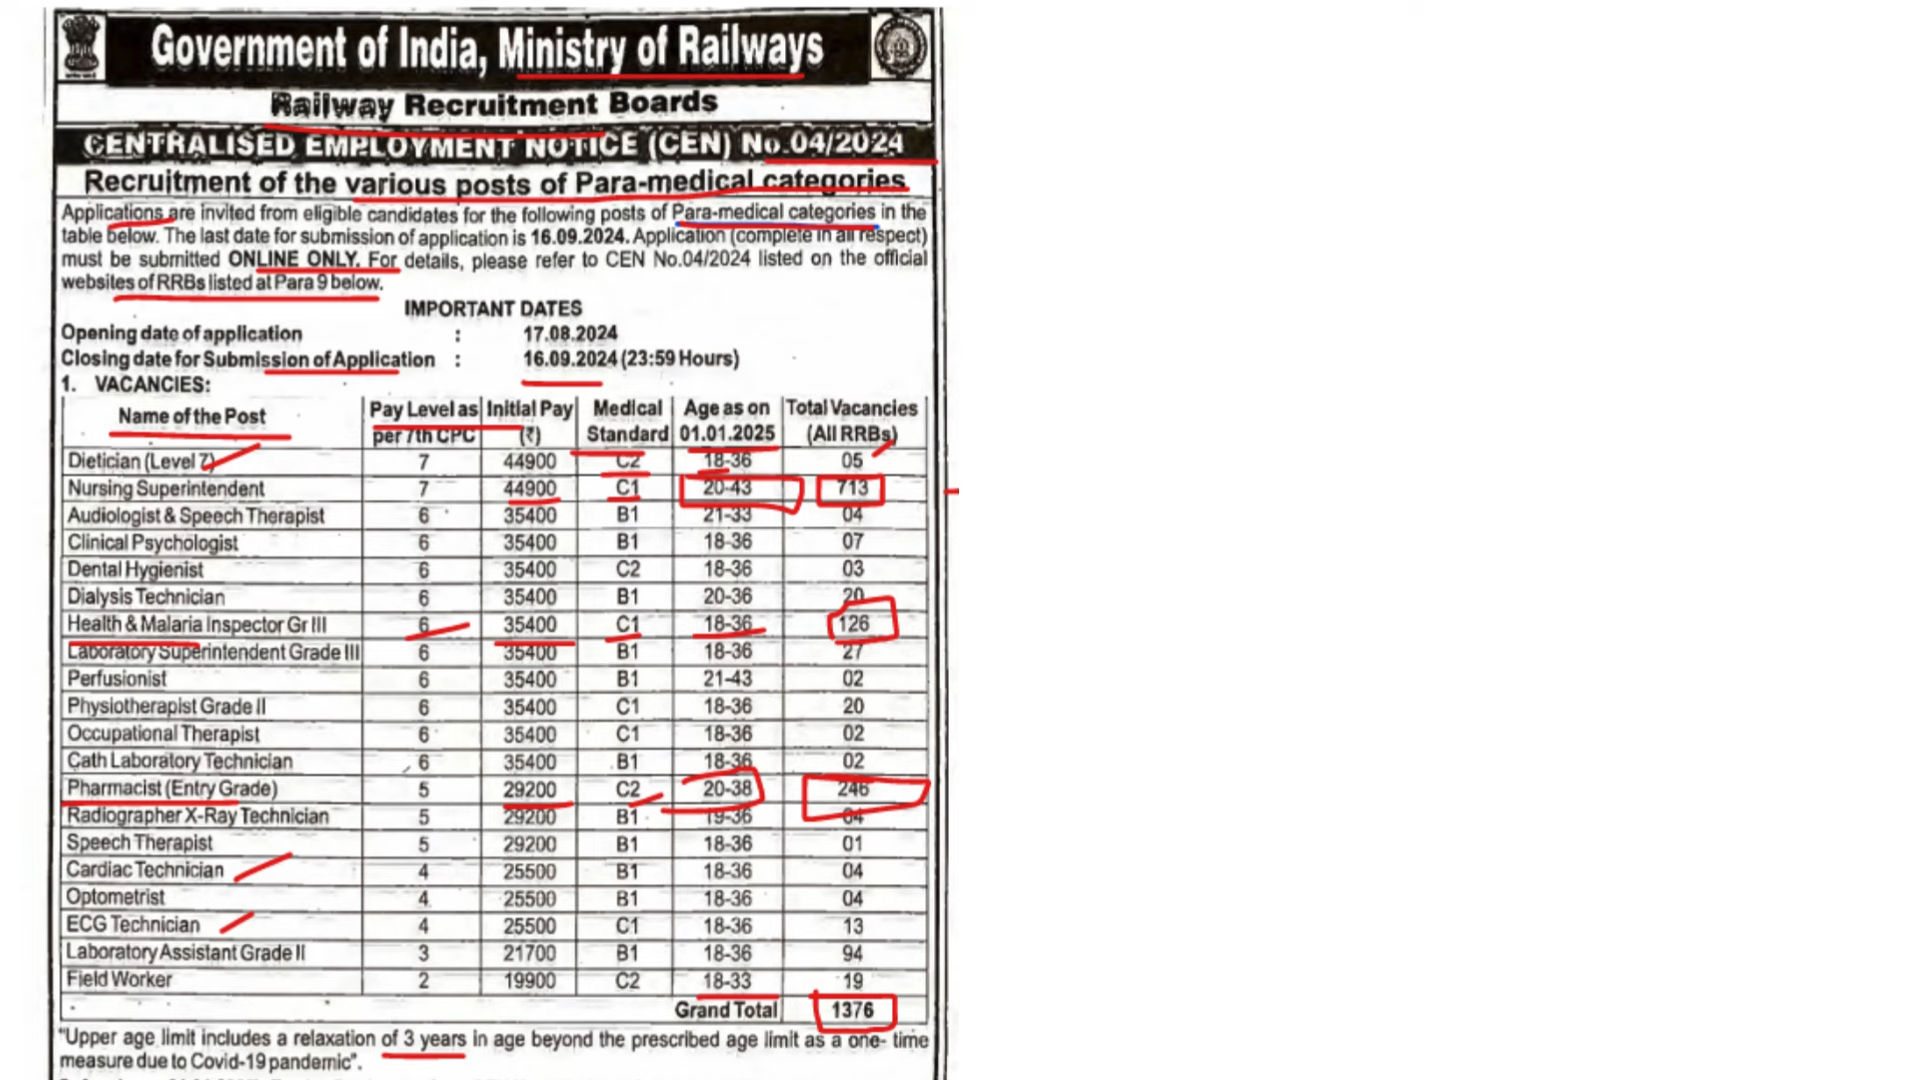 Government of India, Ministry of Railways
Railway Recruitment Boards
CENTRALISED EMPLOYMENT NOTICE (CEN) No.04/2024
Recruitment of the various posts of Para-medical categories
Applications are invited from eligible candidates for the following posts of Para-medical categories in the
table below. The last date for submission of application is 16.09.2024. Application (complete in all respect)
must be submitted ONLINE ONLY. For details, please refer to CEN No.04/2024 listed on the official
websites of RRBs listed at Para 9 below.
IMPORTANT DATES
Opening date of application : 17.08.2024
Closing date for Submission of Application : 16.09.2024 (23:59 Hours)
1. VACANCIES:
Name of the Post Pay Level as per 7th CPC Initial Pay (₹) Medical Standard Age as on 01.01.2025 Total Vacancies (All RRBs)
Dietician (Level 7) 7 44900 C2 18-36 05
Nursing Superintendent 7 44900 C1 20-43 713
Audiologist & Speech Therapist 6 35400 B1 21-33 04
Clinical Psychologist 6 35400 B1 18-36 07
Dental Hygienist 6 35400 C2 18-36 03
Dialysis Technician 6 35400 B1 20-36 20
Health & Malaria Inspector Gr III 6 35400 C1 18-36 126
Laboratory Superintendent Grade III 6 35400 B1 18-36 27
Perfusionist 6 35400 B1 21-43 02
Physiotherapist Grade II 6 35400 C1 18-36 20
Occupational Therapist 6 35400 C1 18-36 02
Cath Laboratory Technician 6 35400 B1 18-36 02
Pharmacist (Entry Grade) 5 29200 C2 20-38 246
Radiographer X-Ray Technician 5 29200 B1 19-36 64
Speech Therapist 5 29200 B1 18-36 01
Cardiac Technician 4 25500 B1 18-36 04
Optometrist 4 25500 B1 18-36 04
ECG Technician 4 25500 C1 18-36 13
Laboratory Assistant Grade II 3 21700 B1 18-36 94
Field Worker 2 19900 C2 18-33 19
Grand Total 1376
"Upper age limit includes a relaxation of 3 years in age beyond the prescribed age limit as a one- time
measure due to Covid-19 pandemic".